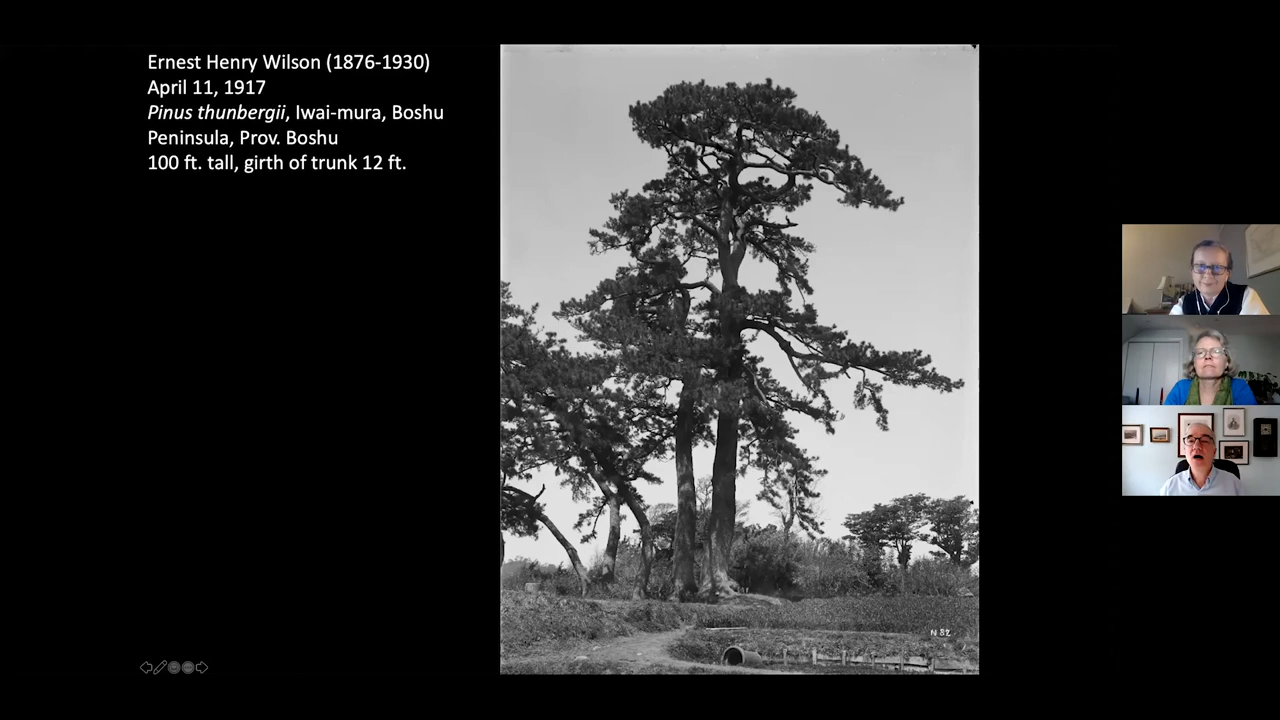 Ernest Henry Wilson (1876-1930)
April 11, 1917
Pinus thunbergii, Iwai-mura, Boshu
Peninsula, Prov. Boshu
100 ft. tall, girth of trunk 12 ft.
N 82